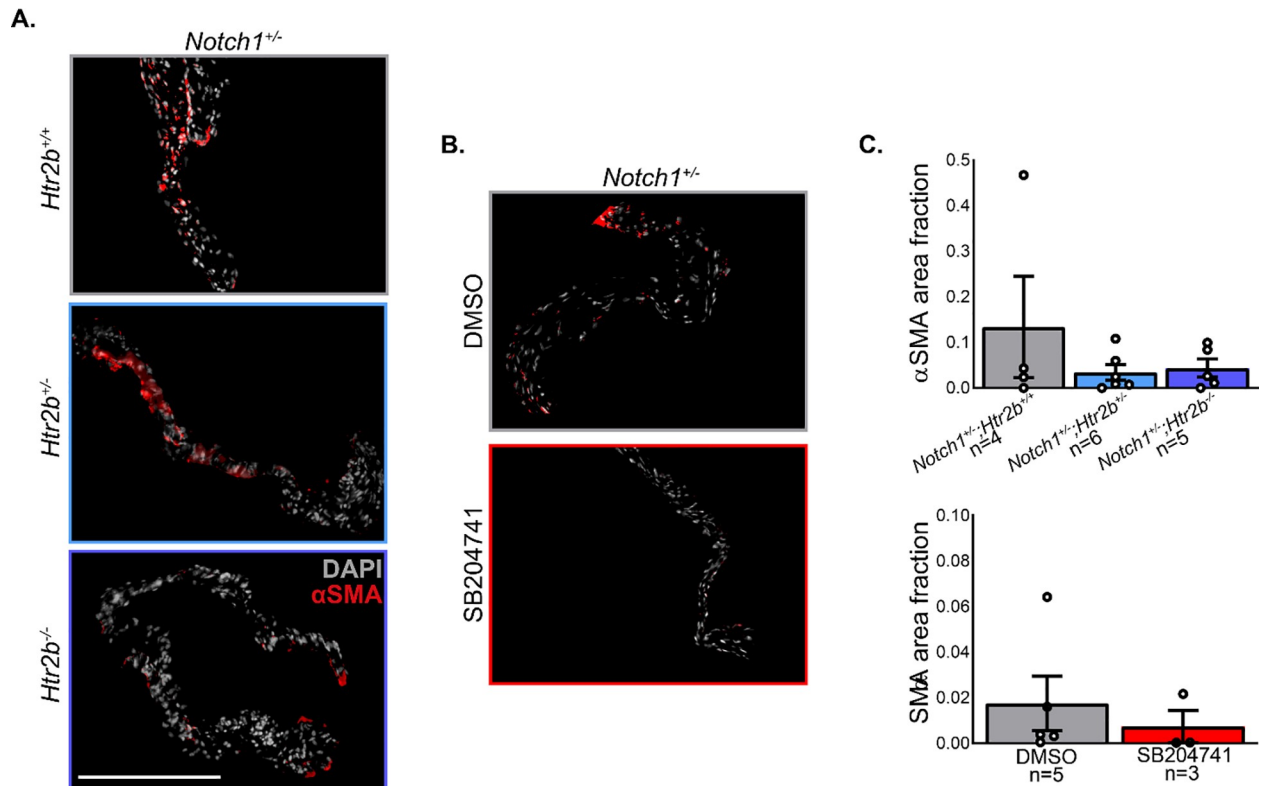 A.
Notch1+/-
Htr2b+/+
Htr2b+/-
Htr2b-/-
DAPI
αSMA
B.
Notch1+/-
DMSO
SB204741
C.
αSMA area fraction
0.5
0.4
0.3
0.2
0.1
0.0
Notch1+/-;Htr2b+/+
n=4
Notch1+/-;Htr2b+/-
n=6
Notch1+/-;Htr2b-/-
n=5
SMA area fraction
0.10
0.08
0.06
0.04
0.02
0.00
DMSO
n=5
SB204741
n=3